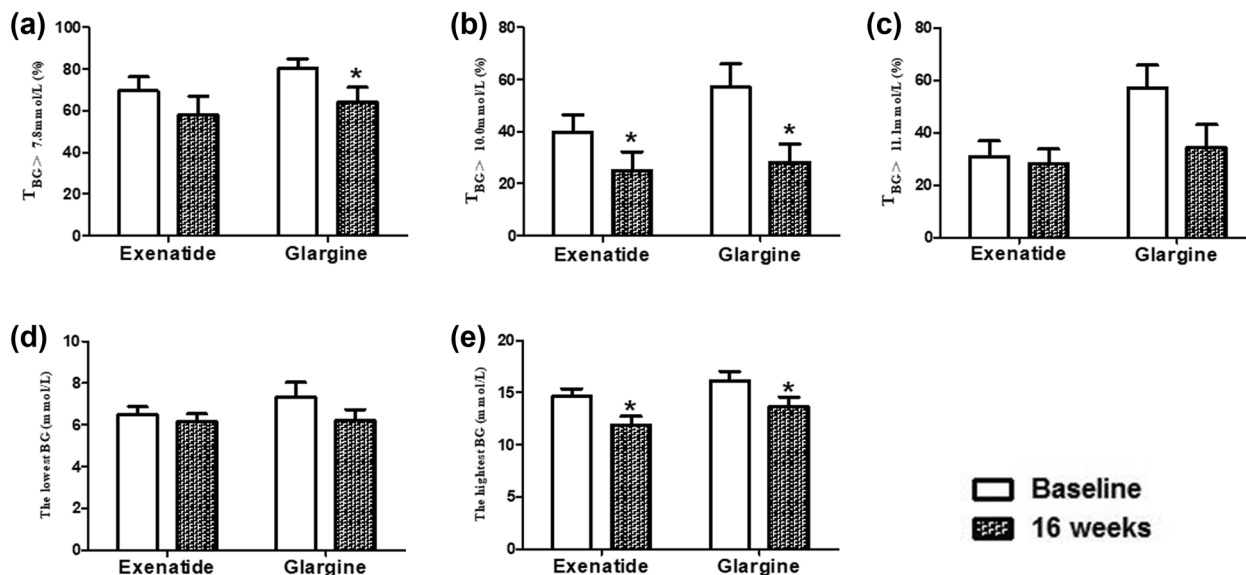 (a)
T BG > 7.8mmol/L (%)
100
80
60
40
20
0
*
Exenatide Glargine
(b)
T BG > 10.0mmol/L (%)
80
60
40
20
0
* *
Exenatide Glargine
(c)
T BG > 11.1mmol/L (%)
80
60
40
20
0
Exenatide Glargine
(d)
The lowest BG (mmol/L)
10
8
6
4
2
0
Exenatide Glargine
(e)
The hightest BG (mmol/L)
20
15
10
5
0
* *
Exenatide Glargine
Baseline
16 weeks